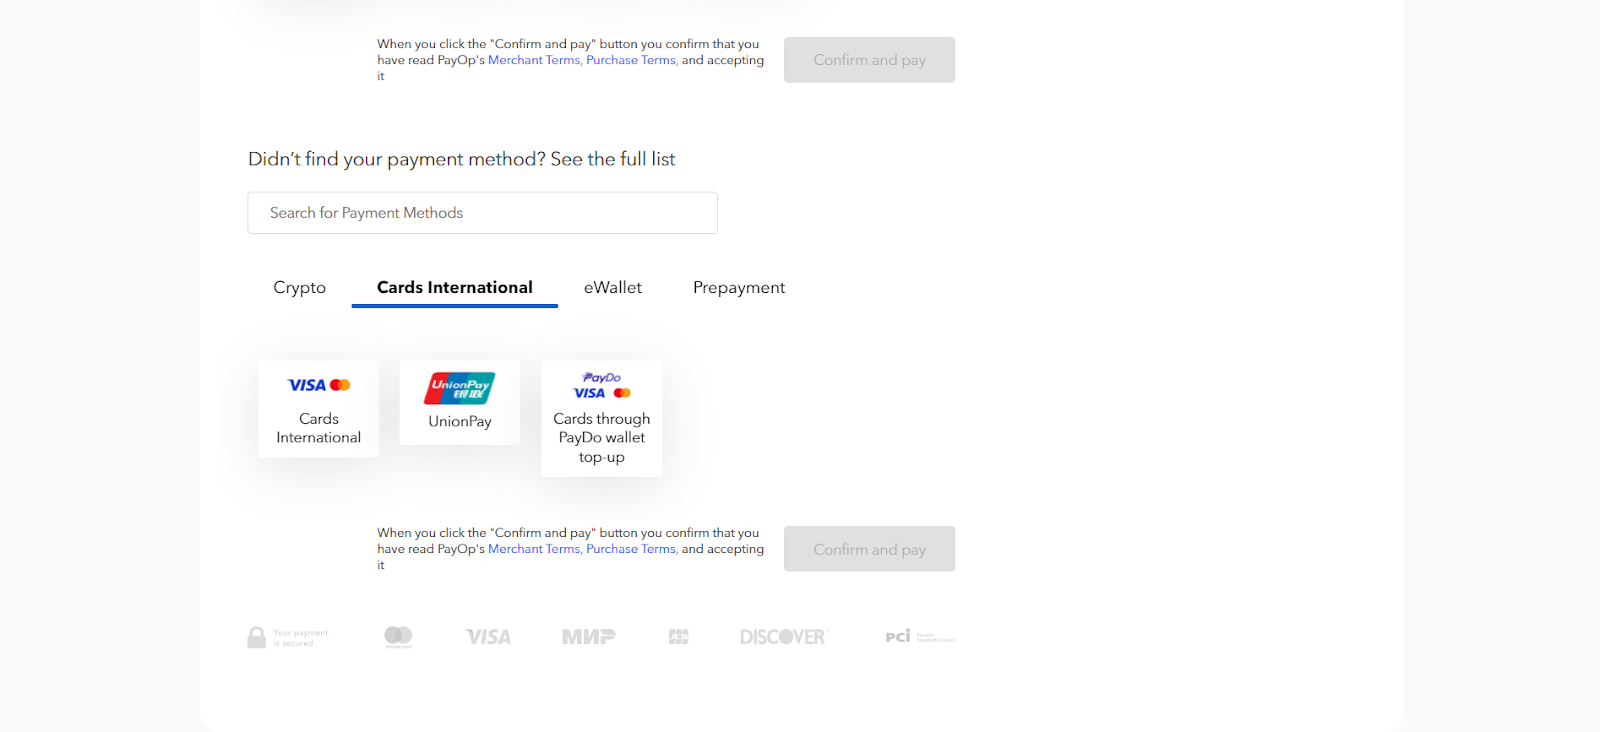 When you click the "Confirm and pay" button you confirm that you
have read PayOp's Merchant Terms, Purchase Terms, and accepting
it
Confirm and pay
Didn’t find your payment method? See the full list
Search for Payment Methods
Crypto
Cards International
eWallet
Prepayment
VISA
Cards
International
UnionPay
银联
UnionPay
PayDo
VISA
Cards through
PayDo wallet
top-up
When you click the "Confirm and pay" button you confirm that you
have read PayOp's Merchant Terms, Purchase Terms, and accepting
it
Confirm and pay
Your payment
is secured
mastercard
VISA
МИР
JCB
DISCOVER
PCI
Security
Standards Council